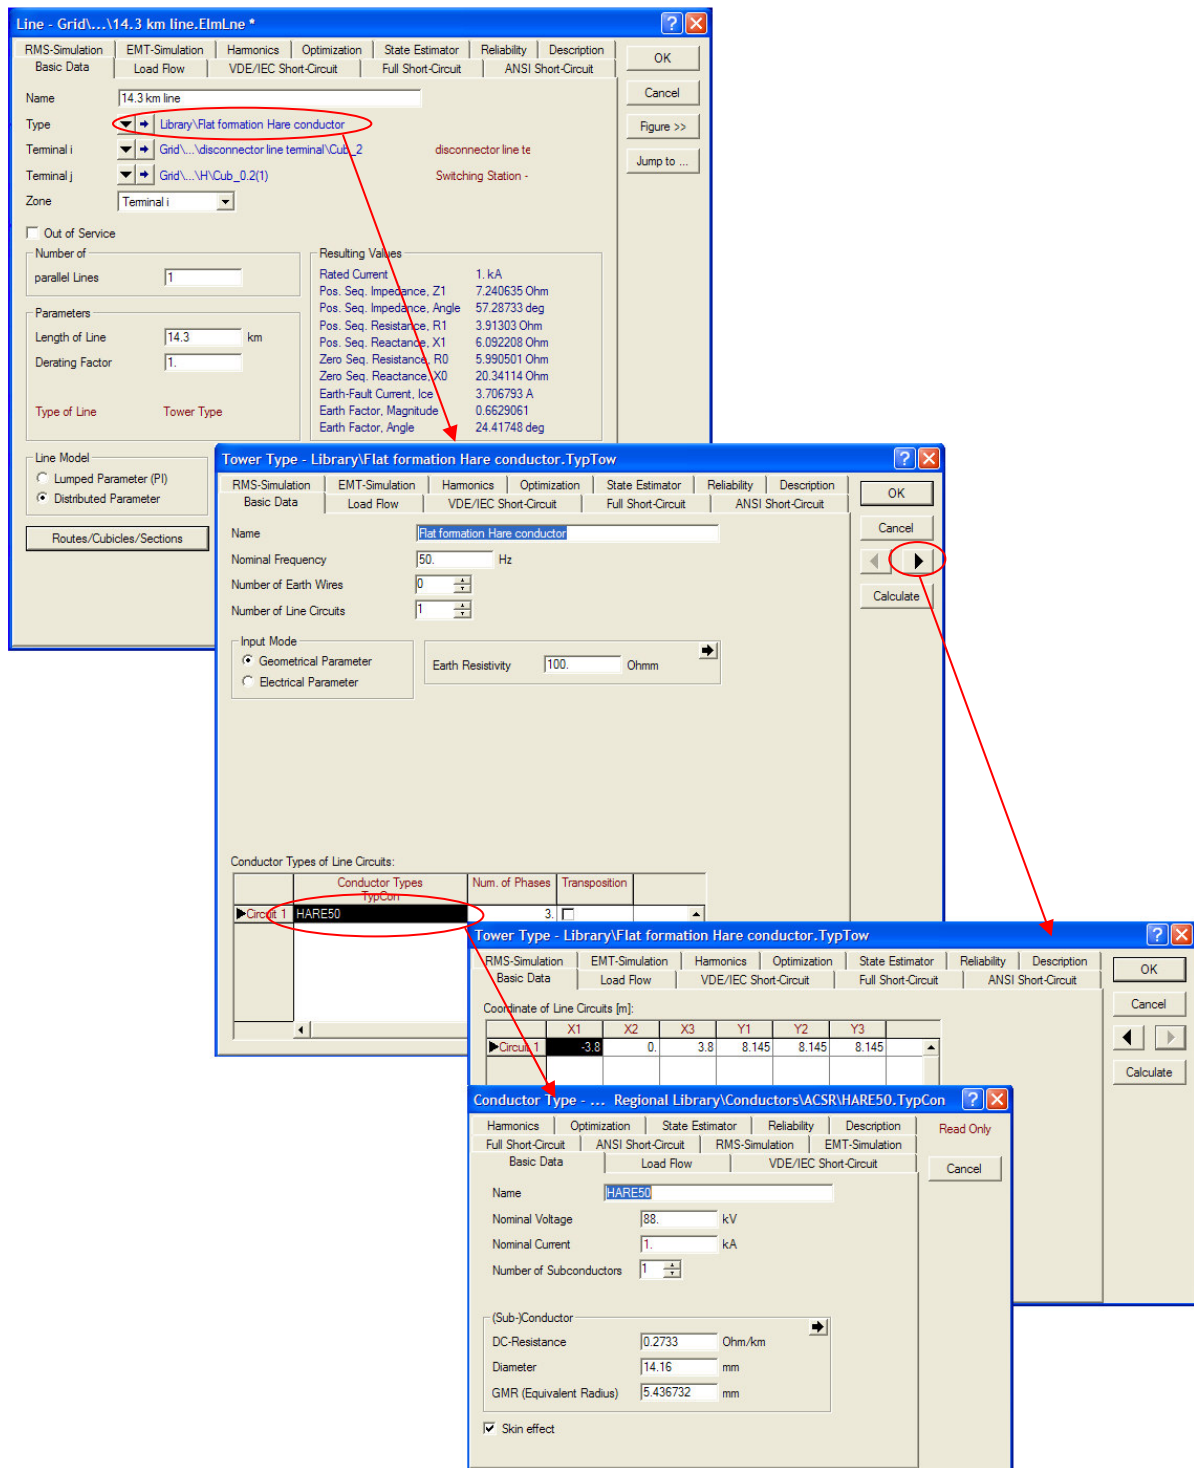 Line - Grid\...\14.3 km line.ElmLne *
RMS-Simulation EMT-Simulation Harmonics Optimization State Estimator Reliability Description
Basic Data Load Flow VDE/IEC Short-Circuit Full Short-Circuit ANSI Short-Circuit
OK
Cancel
Figure >>
Jump to ...
Name 14.3 km line
Type Library\Flat formation Hare conductor
Terminal i Grid\...\disconnector line terminal\Cub_2 disconnector line te
Terminal j Grid\...\H\Cub_0.2(1) Switching Station -
Zone Terminal i
Out of Service
Number of
parallel Lines 1
Parameters
Length of Line 14.3 km
Derating Factor 1.
Type of Line Tower Type
Resulting Values
Rated Current 1. kA
Pos. Seq. Impedance, Z1 7.240635 Ohm
Pos. Seq. Impedance, Angle 57.28733 deg
Pos. Seq. Resistance, R1 3.91303 Ohm
Pos. Seq. Reactance, X1 6.092208 Ohm
Zero Seq. Resistance, R0 5.990501 Ohm
Zero Seq. Reactance, X0 20.34114 Ohm
Earth-Fault Current, Ice 3.706793 A
Earth Factor, Magnitude 0.6629061
Earth Factor, Angle 24.41748 deg
Line Model
Lumped Parameter (PI)
Distributed Parameter
Routes/Cubicles/Sections
Tower Type - Library\Flat formation Hare conductor.TypTow
RMS-Simulation EMT-Simulation Harmonics Optimization State Estimator Reliability Description
Basic Data Load Flow VDE/IEC Short-Circuit Full Short-Circuit ANSI Short-Circuit
OK
Cancel
Calculate
Name Flat formation Hare conductor
Nominal Frequency 50. Hz
Number of Earth Wires 0
Number of Line Circuits 1
Input Mode
Geometrical Parameter
Electrical Parameter
Earth Resistivity 100. Ohmm
Conductor Types of Line Circuits:
Conductor Types Num. of Phases Transposition
TypCon
Circuit 1 HARE50 3.
Tower Type - Library\Flat formation Hare conductor.TypTow
RMS-Simulation EMT-Simulation Harmonics Optimization State Estimator Reliability Description
Basic Data Load Flow VDE/IEC Short-Circuit Full Short-Circuit ANSI Short-Circuit
OK
Cancel
Calculate
Coordinate of Line Circuits [m]:
X1 X2 X3 Y1 Y2 Y3
Circuit 1 -3.8 0. 3.8 8.145 8.145 8.145
Conductor Type - ... Regional Library\Conductors\ACSR\HARE50.TypCon
Harmonics Optimization State Estimator Reliability Description
Full Short-Circuit ANSI Short-Circuit RMS-Simulation EMT-Simulation
Basic Data Load Flow VDE/IEC Short-Circuit
Read Only
Cancel
Name HARE50
Nominal Voltage 88. kV
Nominal Current 1. kA
Number of Subconductors 1
(Sub-)Conductor
DC-Resistance 0.2733 Ohm/km
Diameter 14.16 mm
GMR (Equivalent Radius) 5.436732 mm
Skin effect